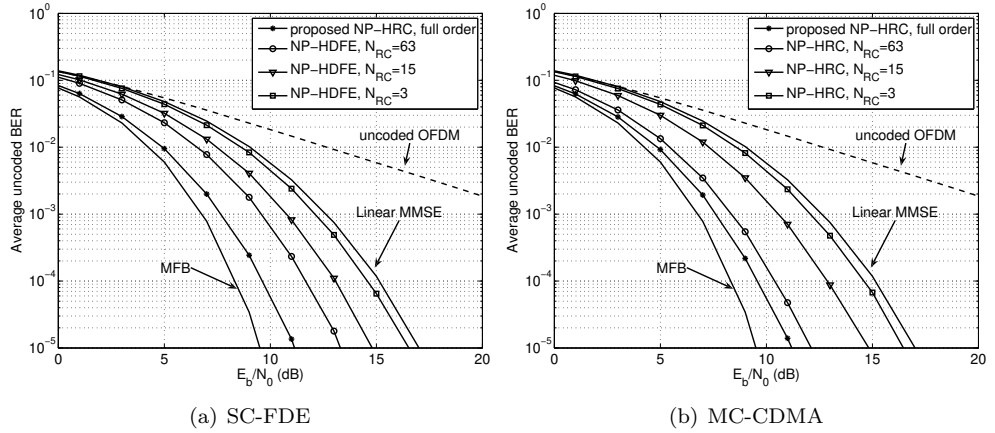 10^0
10^-1
10^-2
10^-3
10^-4
10^-5
Average uncoded BER
proposed NP-HRC, full order
NP-HDFE, N_RC=63
NP-HDFE, N_RC=15
NP-HDFE, N_RC=3
uncoded OFDM
Linear MMSE
MFB
0 5 10 15 20
E_b/N_0 (dB)
(a) SC-FDE
10^0
10^-1
10^-2
10^-3
10^-4
10^-5
Average uncoded BER
proposed NP-HRC, full order
NP-HRC, N_RC=63
NP-HRC, N_RC=15
NP-HRC, N_RC=3
uncoded OFDM
Linear MMSE
MFB
0 5 10 15 20
E_b/N_0 (dB)
(b) MC-CDMA